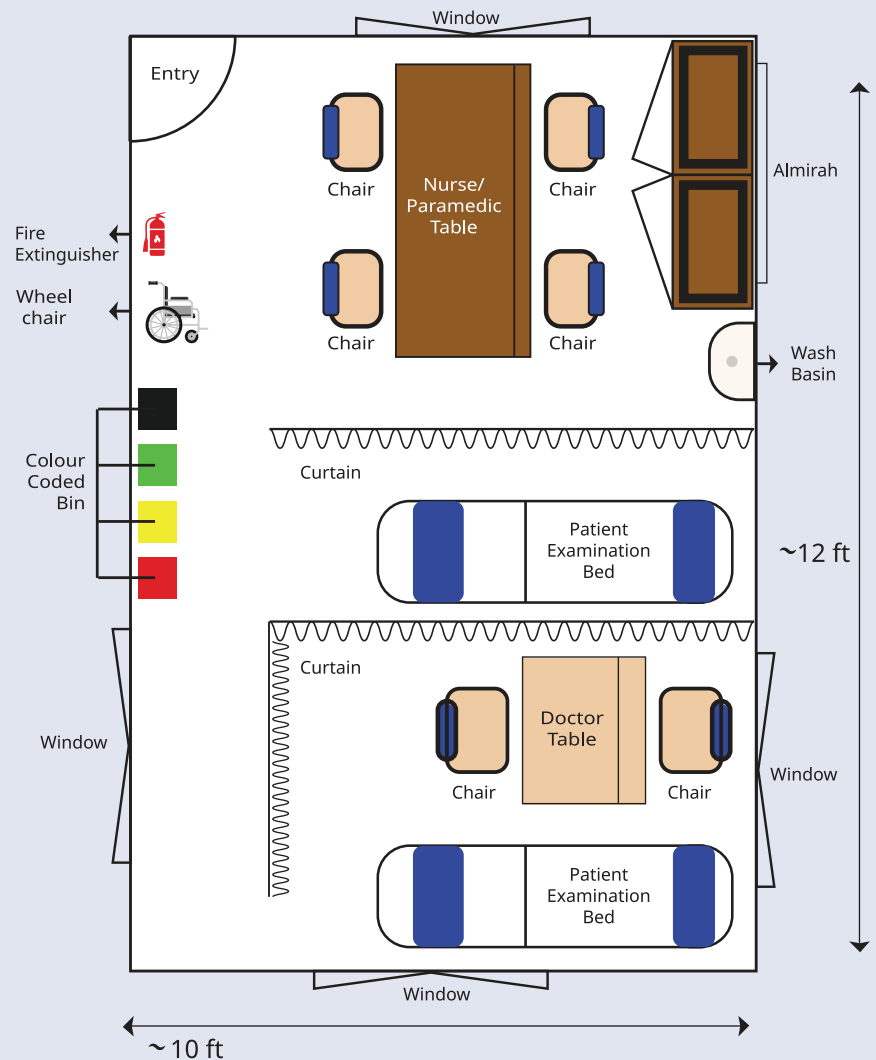 Window
Entry
Chair
Chair
Nurse/
Paramedic
Table
Almirah
Fire
Extinguisher
Wheel
chair
Chair
Chair
Wash
Basin
Colour
Coded
Bin
Curtain
Patient
Examination
Bed
~12 ft
Curtain
Doctor
Table
Window
Window
Chair
Chair
Patient
Examination
Bed
Window
~ 10 ft